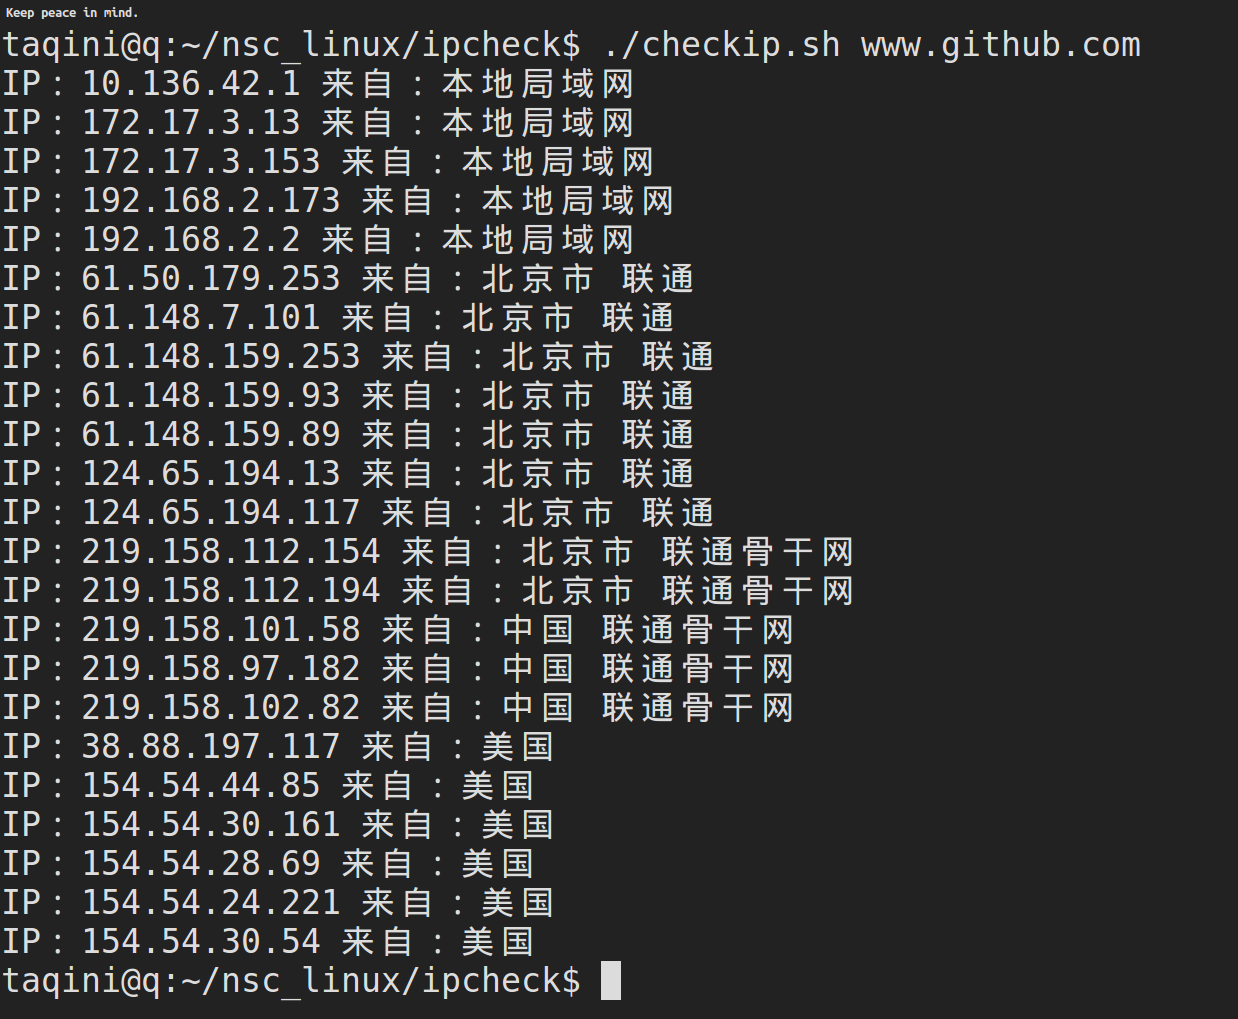 Keep peace in mind.
taqini@q:~/nsc_linux/ipcheck$ ./checkip.sh www.github.com
IP：10.136.42.1 来自：本地局域网
IP：172.17.3.13 来自：本地局域网
IP：172.17.3.153 来自：本地局域网
IP：192.168.2.173 来自：本地局域网
IP：192.168.2.2 来自：本地局域网
IP：61.50.179.253 来自：北京市 联通
IP：61.148.7.101 来自：北京市 联通
IP：61.148.159.253 来自：北京市 联通
IP：61.148.159.93 来自：北京市 联通
IP：61.148.159.89 来自：北京市 联通
IP：124.65.194.13 来自：北京市 联通
IP：124.65.194.117 来自：北京市 联通
IP：219.158.112.154 来自：北京市 联通骨干网
IP：219.158.112.194 来自：北京市 联通骨干网
IP：219.158.101.58 来自：中国 联通骨干网
IP：219.158.97.182 来自：中国 联通骨干网
IP：219.158.102.82 来自：中国 联通骨干网
IP：38.88.197.117 来自：美国
IP：154.54.44.85 来自：美国
IP：154.54.30.161 来自：美国
IP：154.54.28.69 来自：美国
IP：154.54.24.221 来自：美国
IP：154.54.30.54 来自：美国
taqini@q:~/nsc_linux/ipcheck$